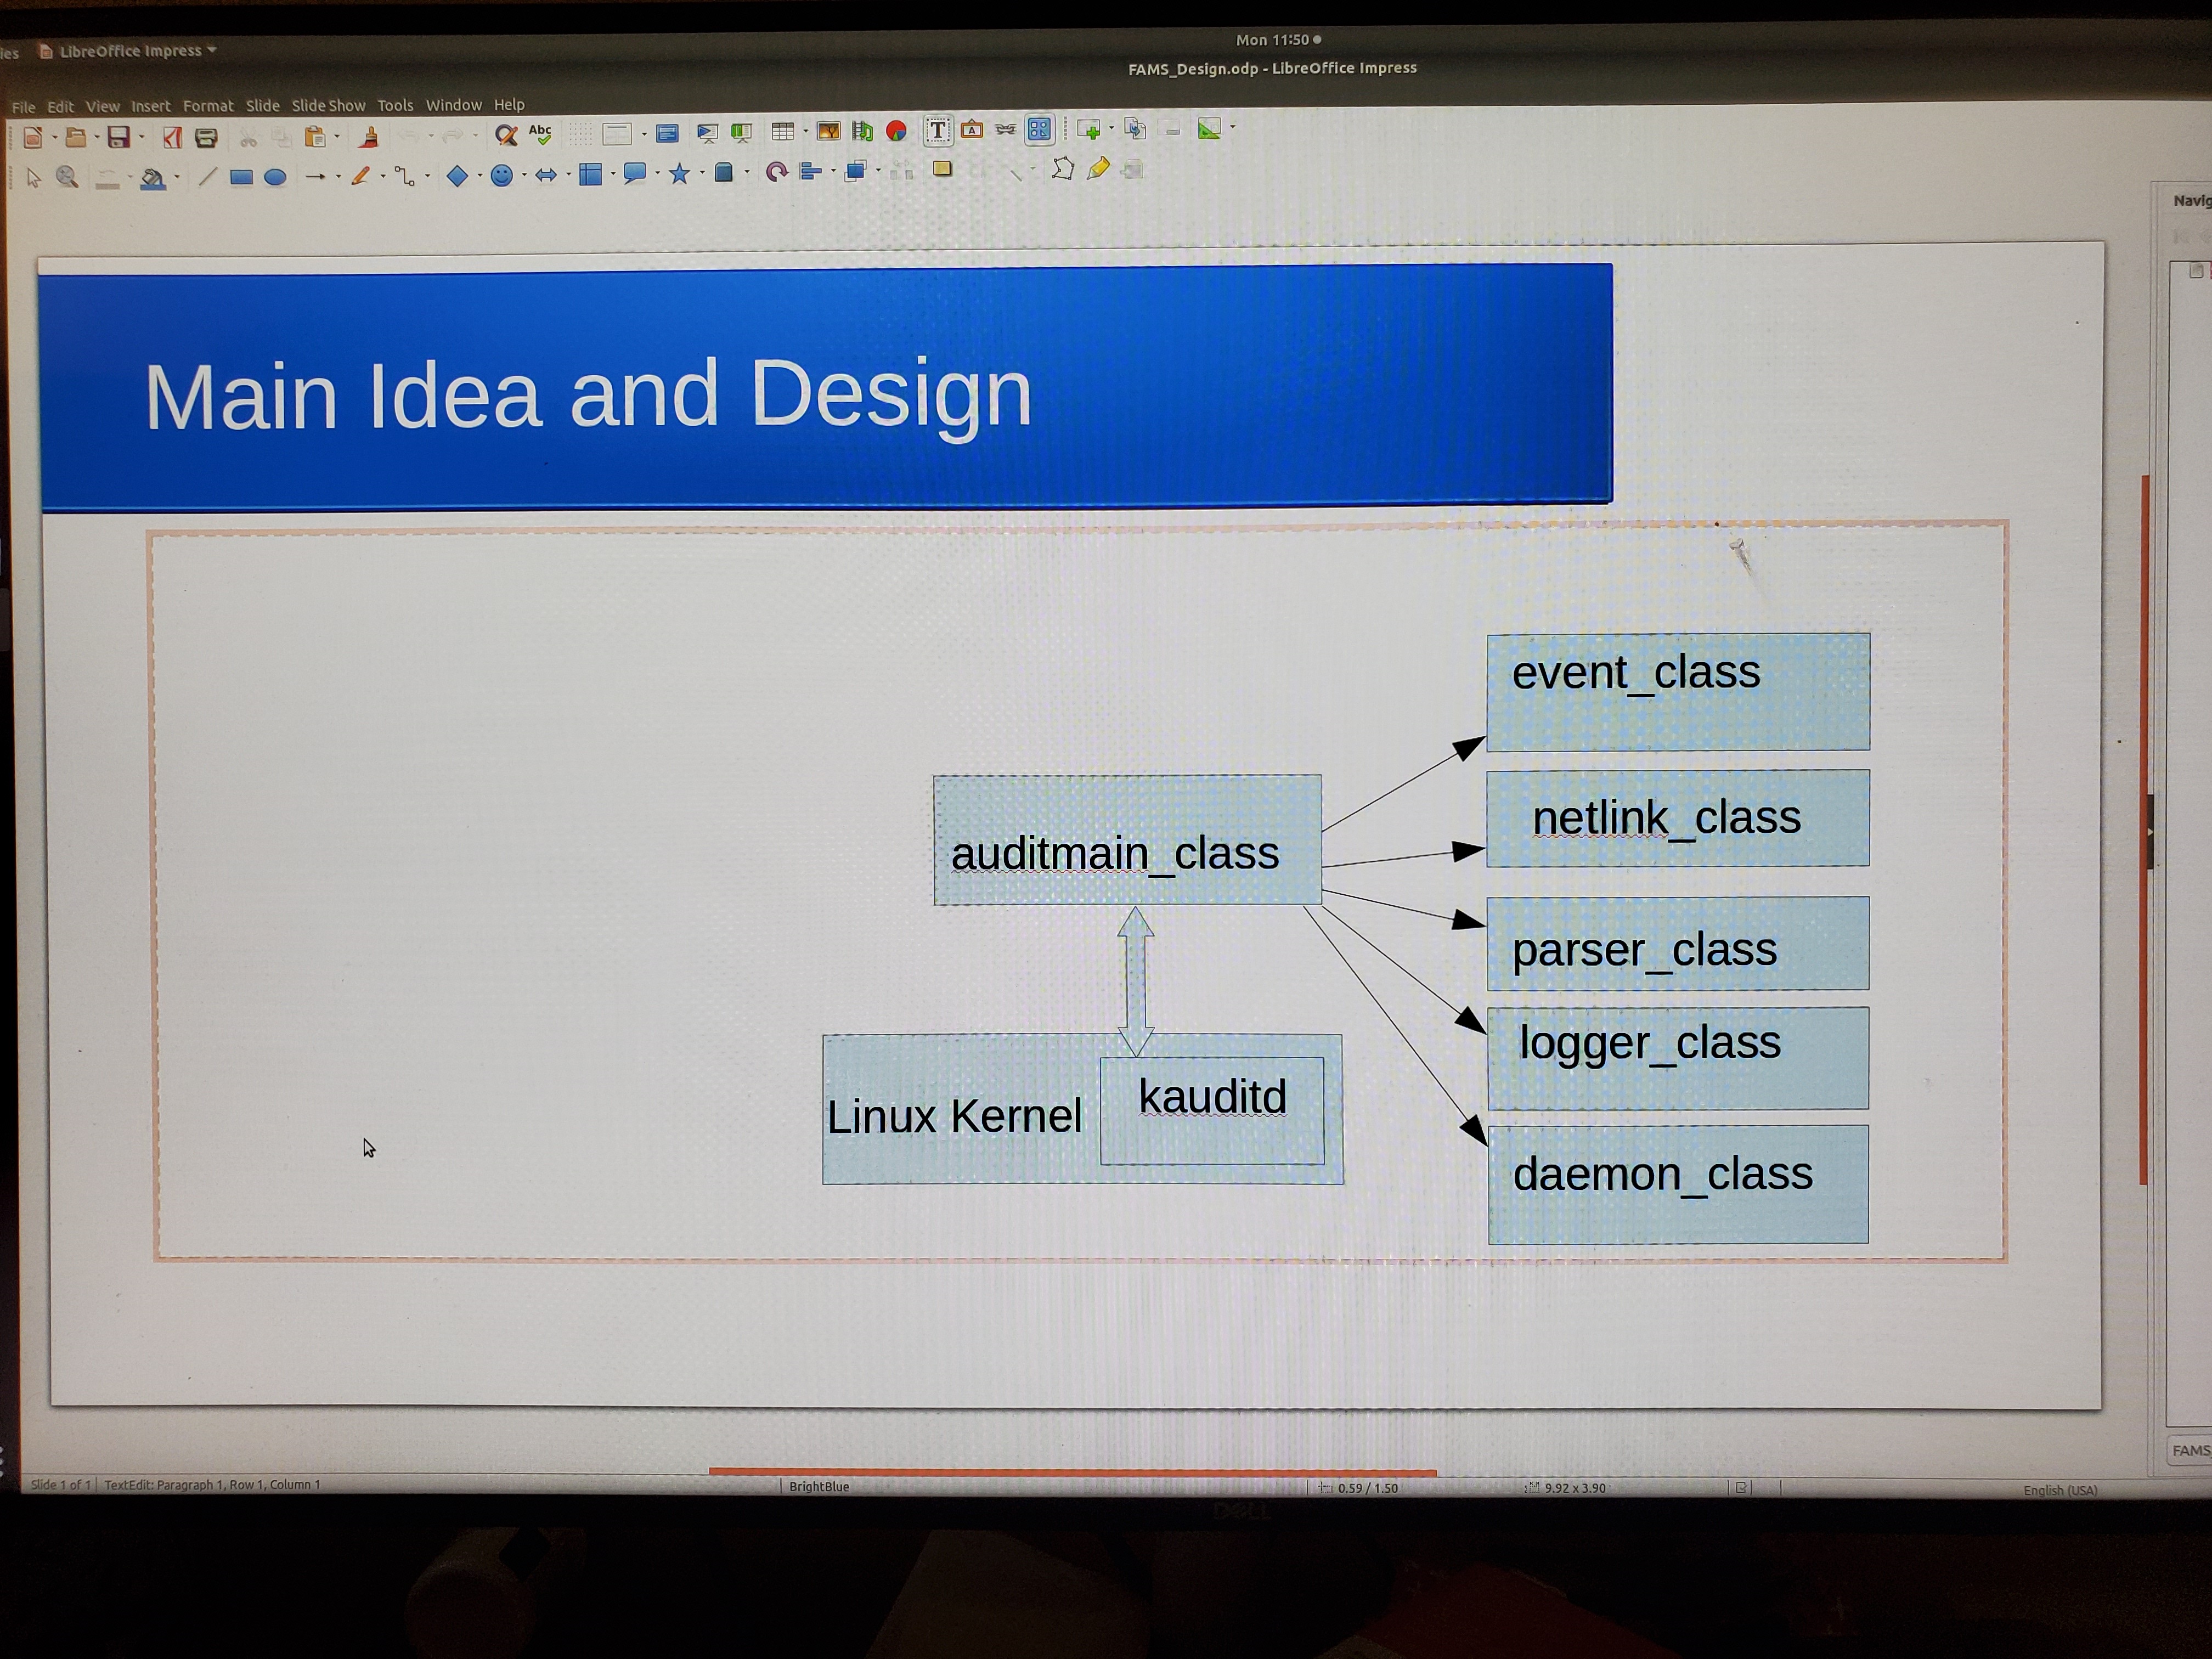 ies LibreOffice Impress
Mon 11:50
FAMS_Design.odp - LibreOffice Impress
File Edit View Insert Format Slide Slide Show Tools Window Help
Abc
T
A
Navig
Main Idea and Design
event_class
netlink_class
auditmain_class
parser_class
logger_class
kauditd
Linux Kernel
daemon_class
FAMS
Slide 1 of 1 TextEdit: Paragraph 1, Row 1, Column 1 BrightBlue 0.59 / 1.50 9.92 x 3.90 English (USA)
DELL